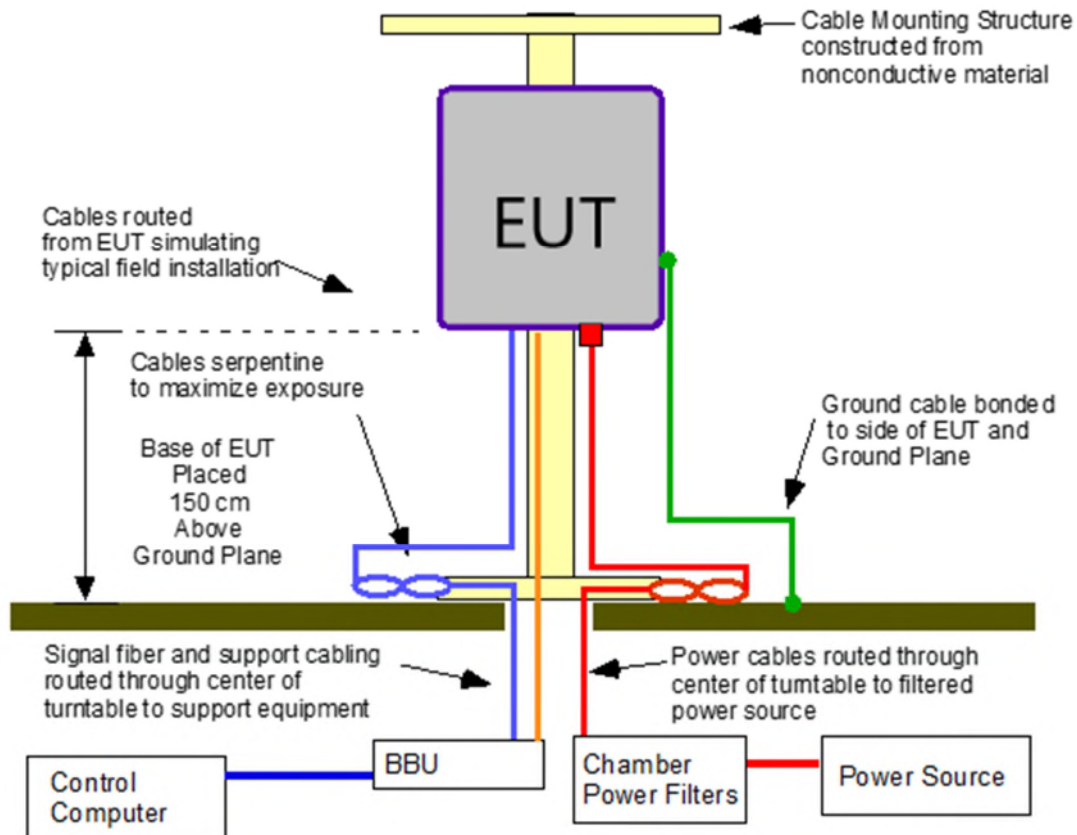 Cable Mounting Structure
constructed from
nonconductive material
EUT
Cables routed
from EUT simulating
typical field installation
Cables serpentine
to maximize exposure
Base of EUT
Placed
150 cm
Above
Ground Plane
Ground cable bonded
to side of EUT and
Ground Plane
Signal fiber and support cabling
routed through center of
turntable to support equipment
Power cables routed through
center of turntable to filtered
power source
Control
Computer
BBU
Chamber
Power Filters
Power Source